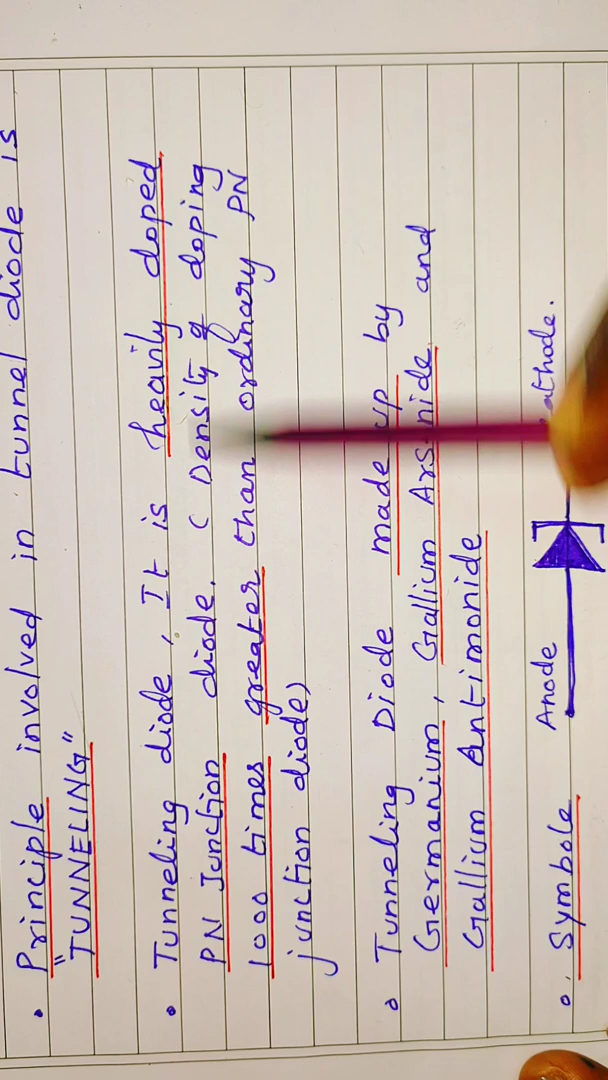 • Principle involved in tunnel diode is
"TUNNELING"
• Tunneling diode, It is heavily doped
PN Junction diode. ( Density of doping
1000 times greater than ordinary PN
junction diode)
• Tunneling Diode made up by
Germanium, Gallium Arsenide and
Gallium Antimonide
•. Symbole Anode athode.